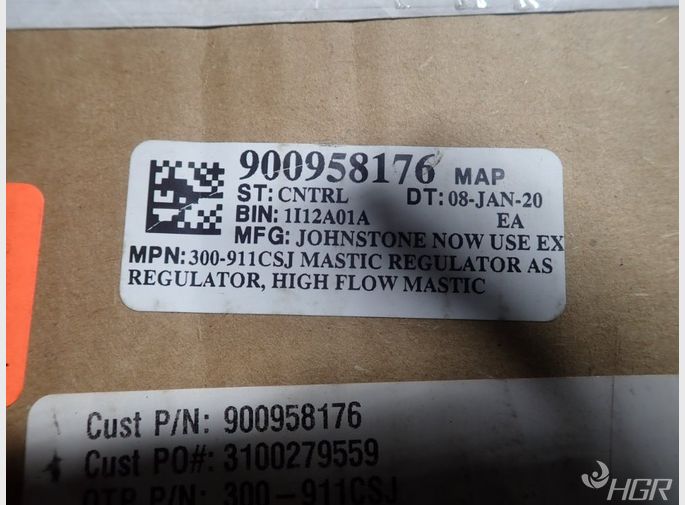 900958176 MAP
ST: CNTRL DT: 08-JAN-20
BIN: 1I12A01A EA
MFG: JOHNSTONE NOW USE EX
MPN: 300-911CSJ MASTIC REGULATOR AS
REGULATOR, HIGH FLOW MASTIC
Cust P/N: 900958176
Cust PO#: 3100279559
P/N: 300-911CSJ
HGR